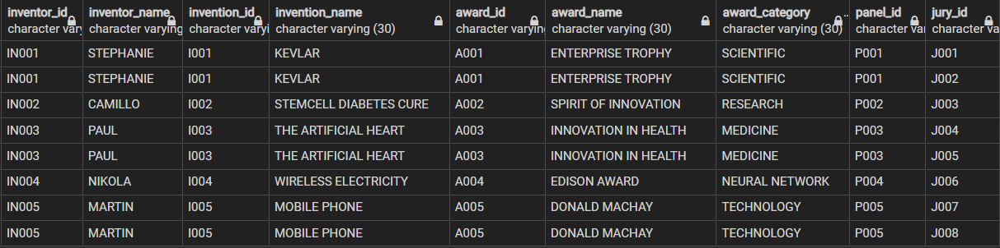 inventor_id inventor_name invention_id invention_name award_id award_name award_category .. panel_id jury_id
character vary character varying character varyi character varying (30) character varying character varying (30) character varying (30) character va character va
IN001 STEPHANIE I001 KEVLAR A001 ENTERPRISE TROPHY SCIENTIFIC P001 J001
IN001 STEPHANIE I001 KEVLAR A001 ENTERPRISE TROPHY SCIENTIFIC P001 J002
IN002 CAMILLO I002 STEMCELL DIABETES CURE A002 SPIRIT OF INNOVATION RESEARCH P002 J003
IN003 PAUL I003 THE ARTIFICIAL HEART A003 INNOVATION IN HEALTH MEDICINE P003 J004
IN003 PAUL I003 THE ARTIFICIAL HEART A003 INNOVATION IN HEALTH MEDICINE P003 J005
IN004 NIKOLA I004 WIRELESS ELECTRICITY A004 EDISON AWARD NEURAL NETWORK P004 J006
IN005 MARTIN I005 MOBILE PHONE A005 DONALD MACHAY TECHNOLOGY P005 J007
IN005 MARTIN I005 MOBILE PHONE A005 DONALD MACHAY TECHNOLOGY P005 J008